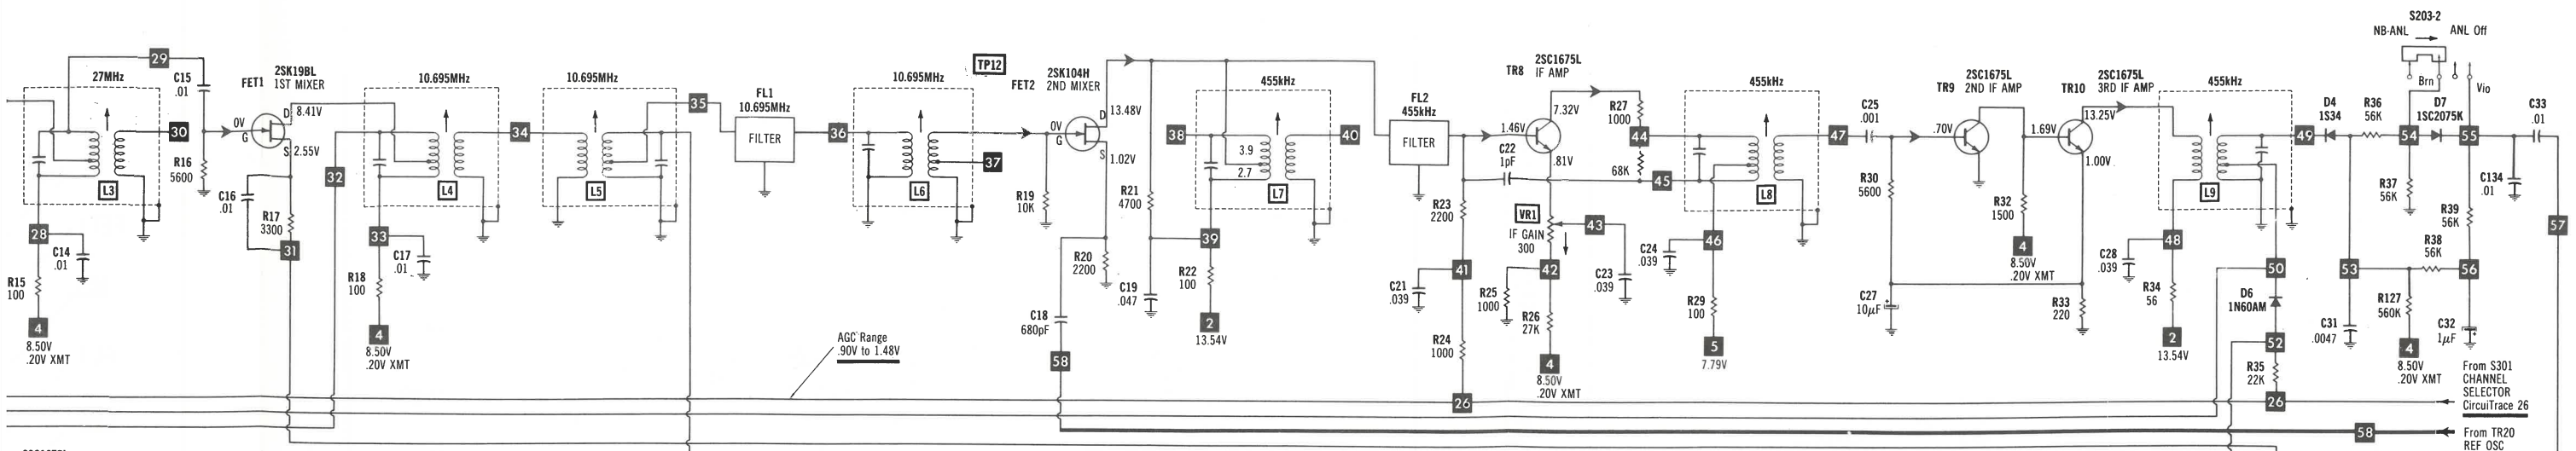 S203-2
NB-ANL ANL Off
Brn
Vio
29
27MHz
C15
.01
FET1
2SK19BL
1ST MIXER
D
8.41V
0V
G
S
2.55V
30
R16
5600
L3
C16
.01
R17
3300
31
28
C14
.01
R15
100
4
8.50V
.20V XMT
10.695MHz
32
L4
33
C17
.01
R18
100
4
8.50V
.20V XMT
34
10.695MHz
L5
35
FL1
10.695MHz
FILTER
36
10.695MHz
L6
37
TP12
FET2
2SK104H
2ND MIXER
D
13.48V
0V
G
S
1.02V
R19
10K
R20
2200
C18
680pF
58
R21
4700
C19
.047
38
455kHz
3.9
2.7
L7
40
39
R22
100
2
13.54V
AGC Range
.90V to 1.48V
FL2
455kHz
FILTER
TR8
2SC1675L
IF AMP
7.32V
1.46V
.81V
C22
1pF
R23
2200
41
C21
.039
R24
1000
26
VR1
IF GAIN
300
43
42
R25
1000
R26
27K
C23
.039
4
8.50V
.20V XMT
R27
1000
44
68K
45
455kHz
L8
47
C24
.039
46
R29
100
5
7.79V
C25
.001
R30
5600
C27
10μF
TR9
2SC1675L
2ND IF AMP
.70V
R32
1500
4
8.50V
.20V XMT
TR10
2SC1675L
3RD IF AMP
13.25V
1.69V
1.00V
R33
220
455kHz
L9
C28
.039
48
R34
56
2
13.54V
49
D4
1S34
R36
56K
54
D7
1SC2075K
55
C33
.01
R37
56K
R39
56K
C134
.01
57
50
D6
1N60AM
52
R35
22K
26
53
R38
56K
56
R127
560K
C31
.0047
C32
1μF
4
8.50V
.20V XMT
From S301
CHANNEL
SELECTOR
CircuiTrace 26
58
From TR20
REF OSC